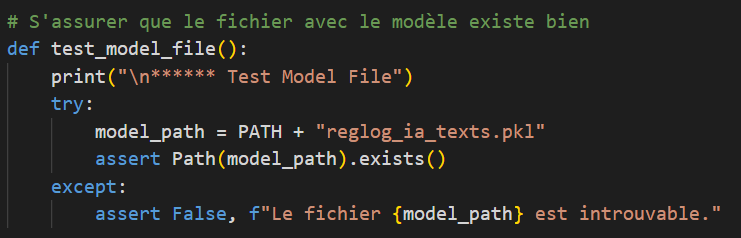 # S'assurer que le fichier avec le modèle existe bien
def test_model_file():
    print("\n****** Test Model File")
    try:
        model_path = PATH + "reglog_ia_texts.pkl"
        assert Path(model_path).exists()
    except:
        assert False, f"Le fichier {model_path} est introuvable."